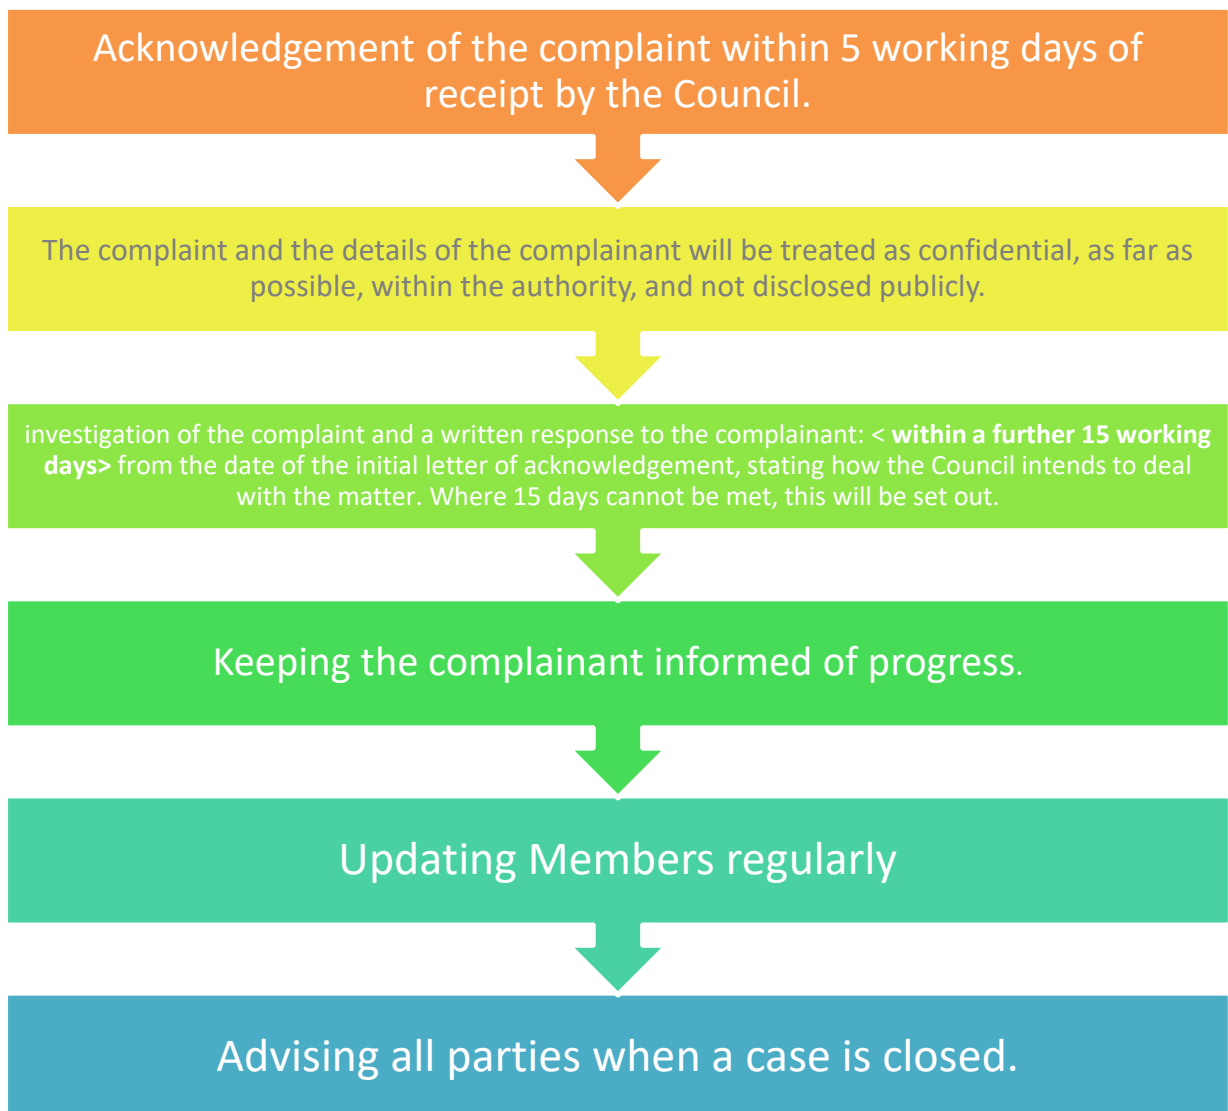 Acknowledgement of the complaint within 5 working days of
receipt by the Council.
The complaint and the details of the complainant will be treated as confidential, as far as
possible, within the authority, and not disclosed publicly.
investigation of the complaint and a written response to the complainant: < within a further 15 working
days> from the date of the initial letter of acknowledgement, stating how the Council intends to deal
with the matter. Where 15 days cannot be met, this will be set out.
Keeping the complainant informed of progress.
Updating Members regularly
Advising all parties when a case is closed.